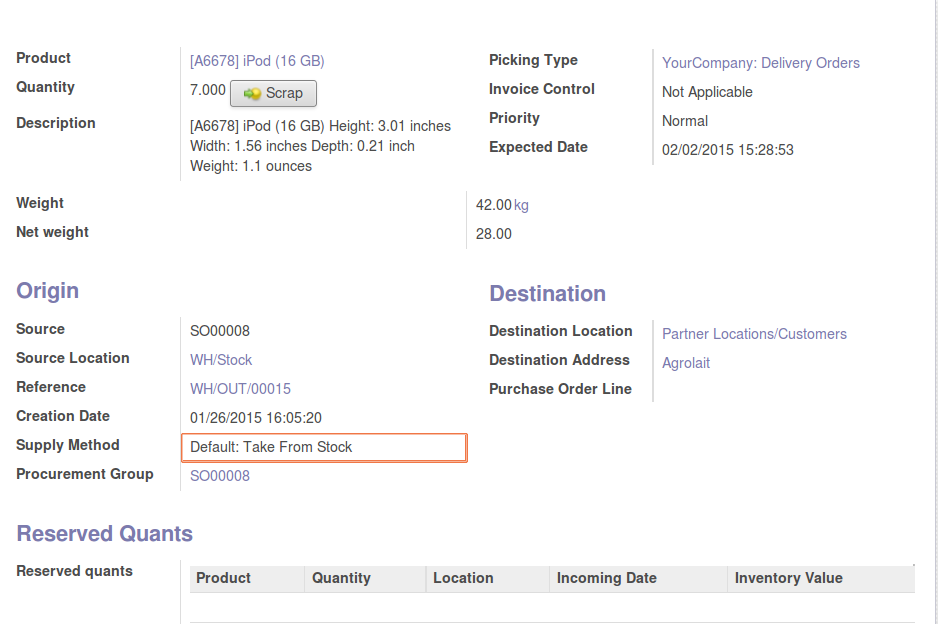 Product [A6678] iPod (16 GB)
Quantity 7.000 Scrap
Description [A6678] iPod (16 GB) Height: 3.01 inches
Width: 1.56 inches Depth: 0.21 inch
Weight: 1.1 ounces
Picking Type YourCompany: Delivery Orders
Invoice Control Not Applicable
Priority Normal
Expected Date 02/02/2015 15:28:53
Weight 42.00 kg
Net weight 28.00
Origin
Source SO00008
Source Location WH/Stock
Reference WH/OUT/00015
Creation Date 01/26/2015 16:05:20
Supply Method Default: Take From Stock
Procurement Group SO00008
Destination
Destination Location Partner Locations/Customers
Destination Address Agrolait
Purchase Order Line
Reserved Quants
Reserved quants Product Quantity Location Incoming Date Inventory Value